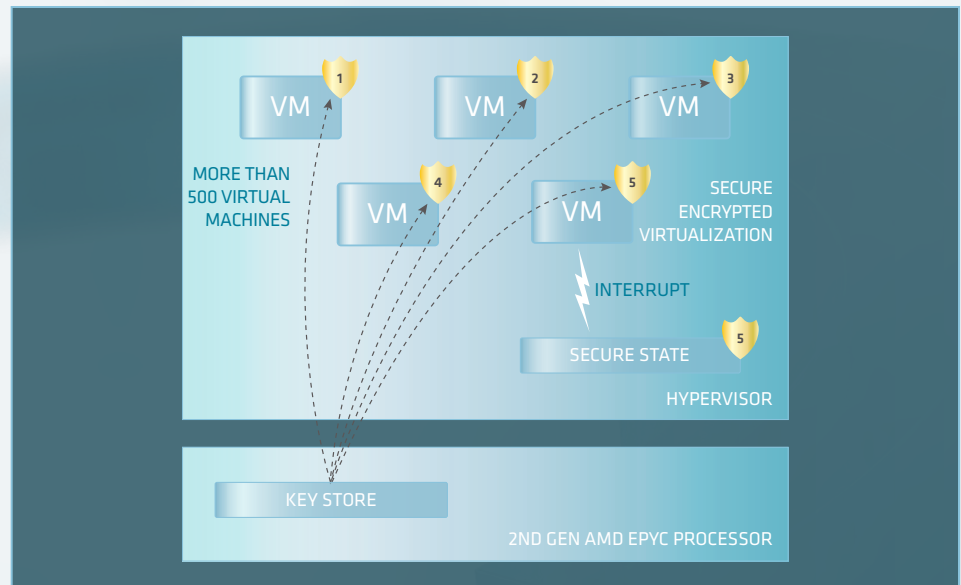 1
2
3
VM
VM
VM
MORE THAN
500 VIRTUAL
MACHINES
4
5
VM
VM
SECURE
ENCRYPTED
VIRTUALIZATION
INTERRUPT
5
SECURE STATE
HYPERVISOR
KEY STORE
2ND GEN AMD EPYC PROCESSOR